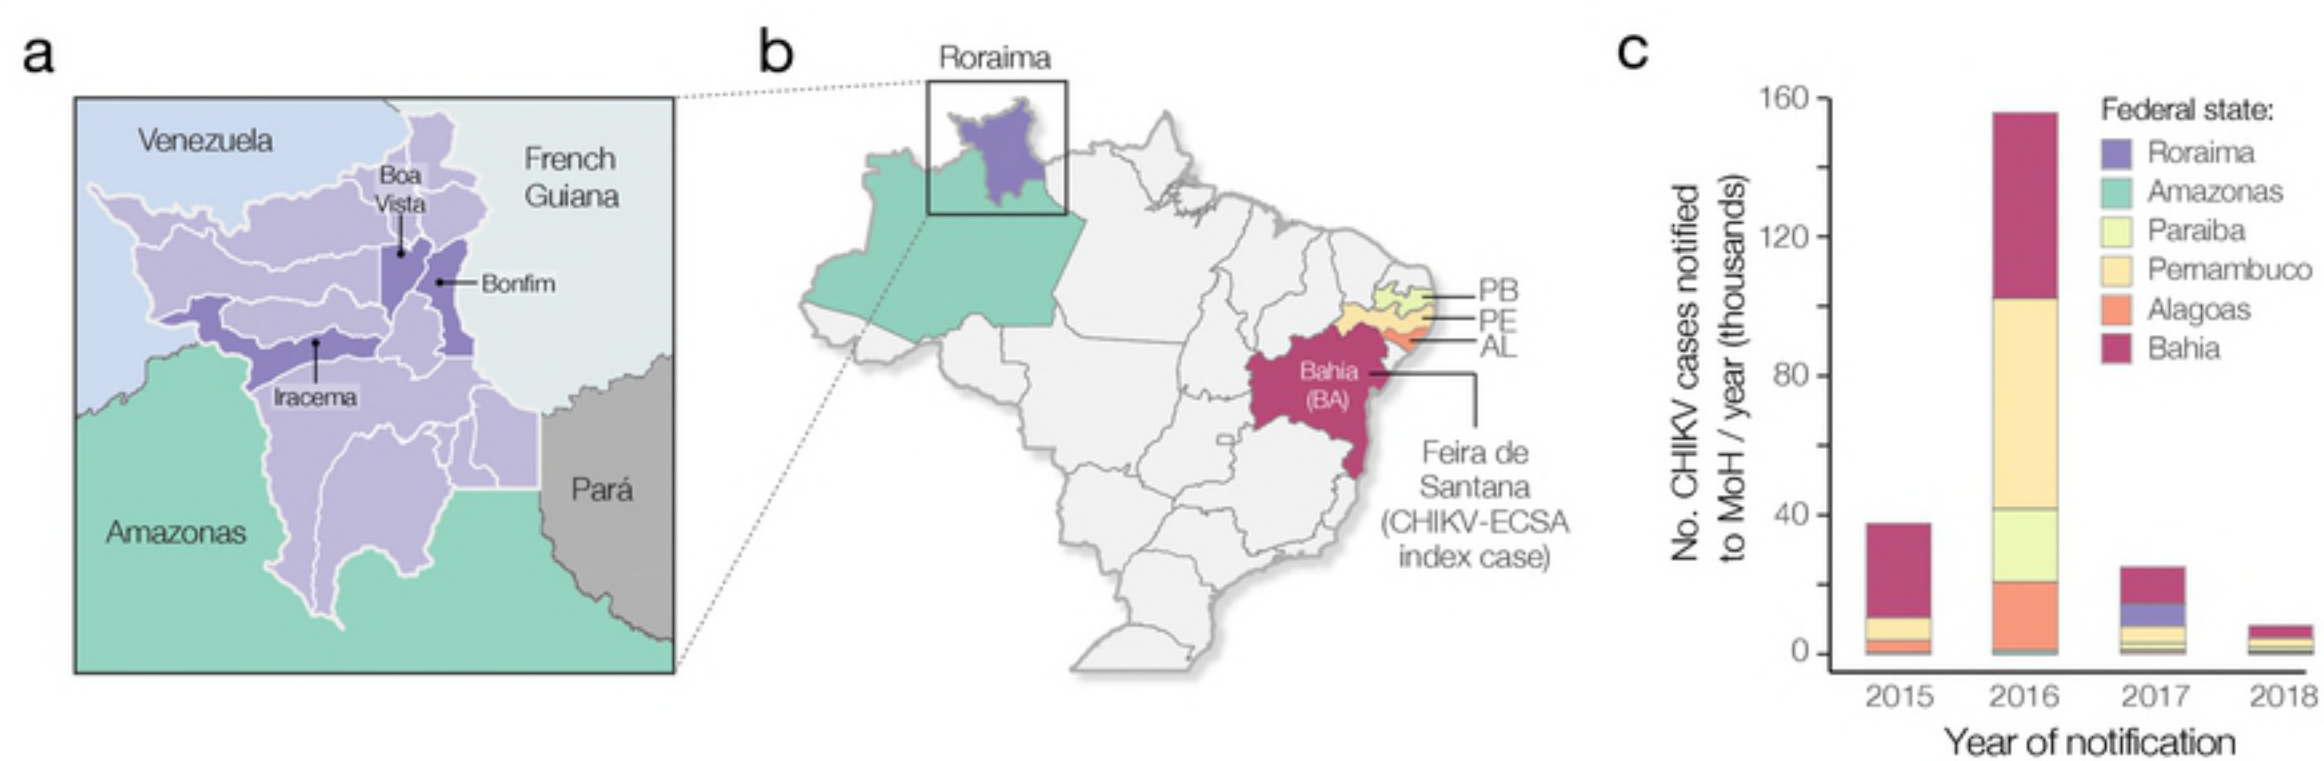 a
Venezuela
French
Guiana
Boa
Vista
Bonfim
Iracema
Amazonas
Pará
b
Roraima
PB
PE
AL
Bahia
(BA)
Feira de
Santana
(CHIKV-ECSA
index case)
c
No. CHIKV cases notified
to MoH / year (thousands)
160
120
80
40
0
Federal state:
Roraima
Amazonas
Paraiba
Pernambuco
Alagoas
Bahia
2015 2016 2017 2018
Year of notification